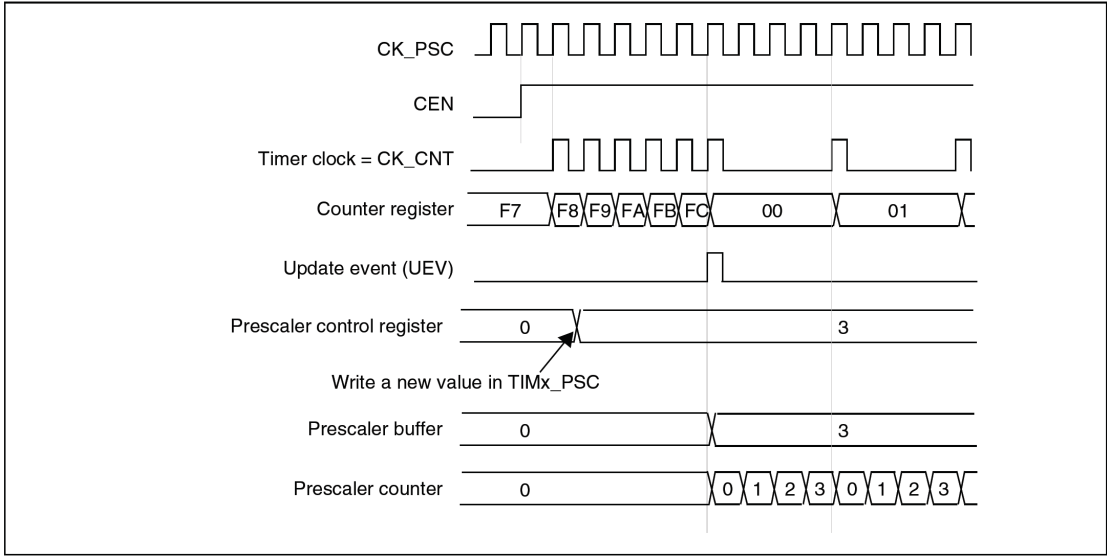 CK_PSC
CEN
Timer clock = CK_CNT
Counter register F7 F8 F9 FA FB FC 00 01
Update event (UEV)
Prescaler control register 0 3
Write a new value in TIMx_PSC
Prescaler buffer 0 3
Prescaler counter 0 0 1 2 3 0 1 2 3